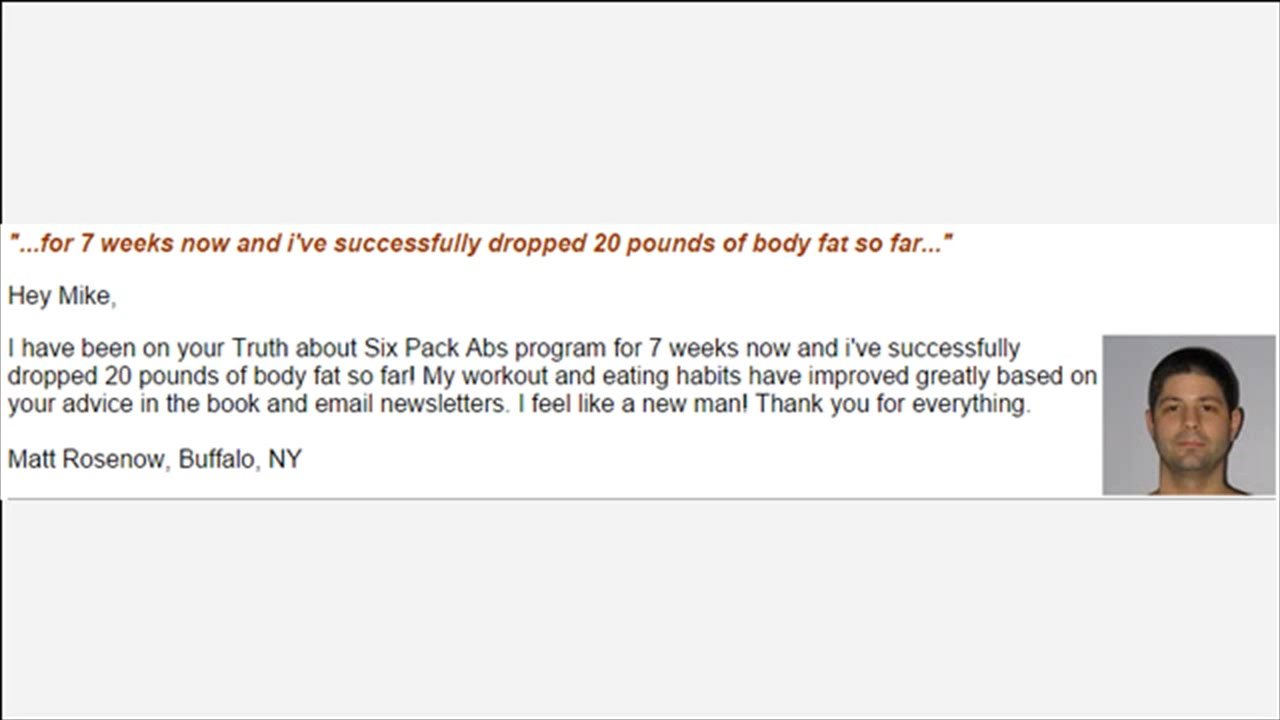 "...for 7 weeks now and i've successfully dropped 20 pounds of body fat so far..."
Hey Mike,
I have been on your Truth about Six Pack Abs program for 7 weeks now and i've successfully
dropped 20 pounds of body fat so far! My workout and eating habits have improved greatly based on
your advice in the book and email newsletters. I feel like a new man! Thank you for everything.
Matt Rosenow, Buffalo, NY